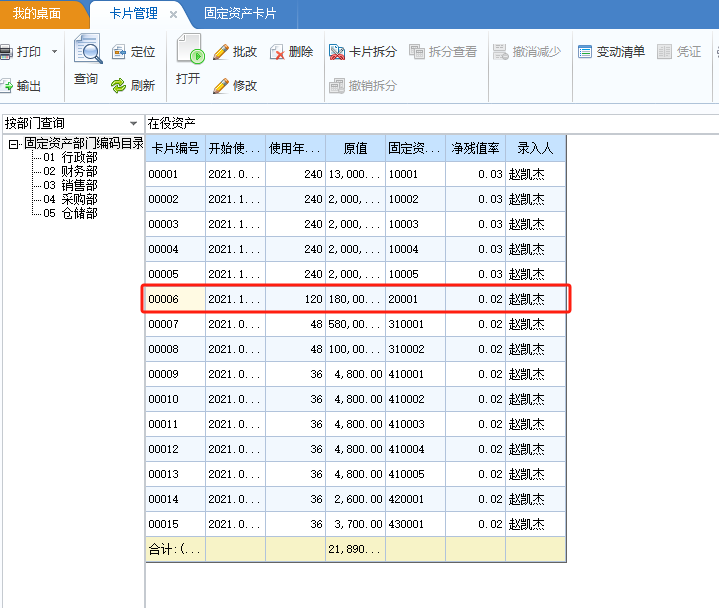 我的桌面 卡片管理 × 固定资产卡片
打印 查询 定位 打开 批改 删除 卡片拆分 拆分查看 撤消减少 变动清单 凭证
输出 刷新 修改 撤销拆分
按部门查询 在役资产
固定资产部门编码目录
01 行政部
02 财务部
03 销售部
04 采购部
05 仓储部
卡片编号 开始使... 使用年... 原值 固定资... 净残值率 录入人
00001 2021.0... 240 13,000... 10001 0.03 赵凯杰
00002 2021.1... 240 2,000,... 10002 0.03 赵凯杰
00003 2021.1... 240 2,000,... 10003 0.03 赵凯杰
00004 2021.1... 240 2,000,... 10004 0.03 赵凯杰
00005 2021.1... 240 2,000,... 10005 0.03 赵凯杰
00006 2021.1... 120 180,00... 20001 0.02 赵凯杰
00007 2021.0... 48 580,00... 310001 0.02 赵凯杰
00008 2021.0... 48 100,00... 310002 0.02 赵凯杰
00009 2021.0... 36 4,800.00 410001 0.02 赵凯杰
00010 2021.0... 36 4,800.00 410002 0.02 赵凯杰
00011 2021.0... 36 4,800.00 410003 0.02 赵凯杰
00012 2021.0... 36 4,800.00 410004 0.02 赵凯杰
00013 2021.0... 36 4,800.00 410005 0.02 赵凯杰
00014 2021.0... 36 2,600.00 420001 0.02 赵凯杰
00015 2021.0... 36 3,700.00 430001 0.02 赵凯杰
合计:(... 21,890...